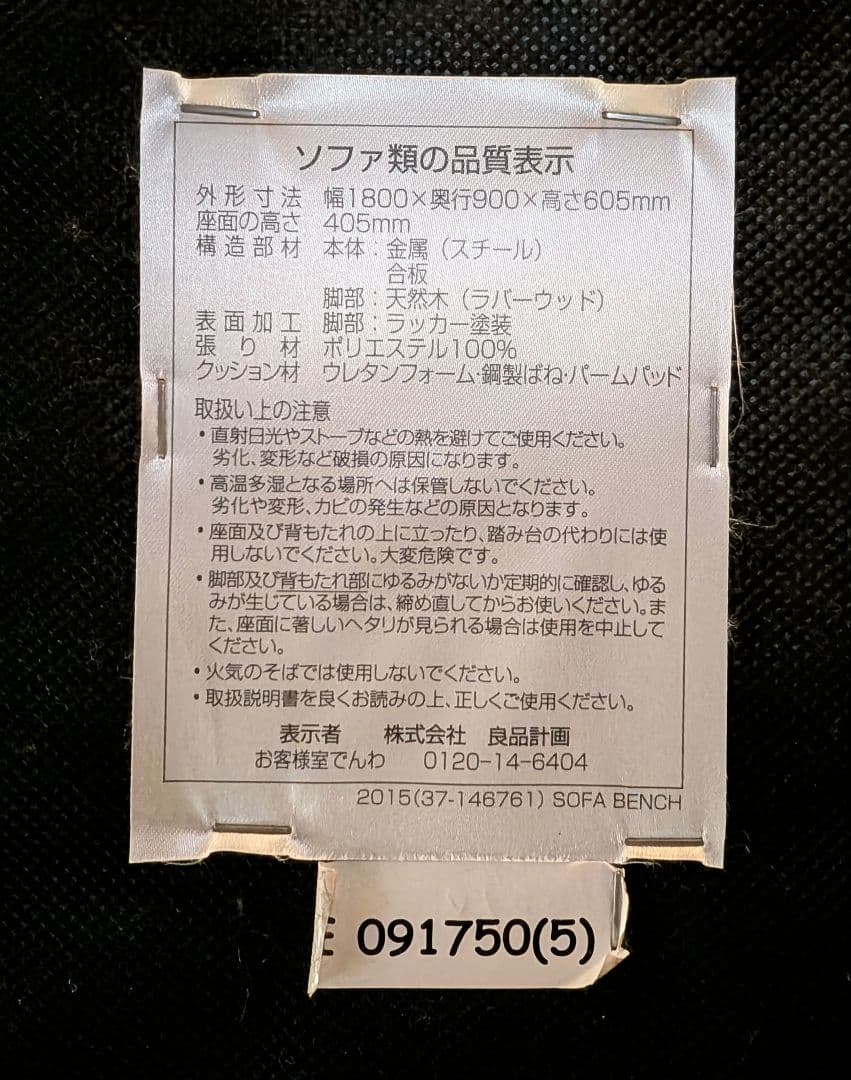 ソファ類の品質表示
外形寸法 幅1800×奥行900×高さ605mm
座面の高さ 405mm
構造部材 本体：金属（スチール）
合板
脚部：天然木（ラバーウッド）
表面加工 脚部：ラッカー塗装
張り材 ポリエステル100%
クッション材 ウレタンフォーム・鋼製ばね・パームパッド
取扱い上の注意
・直射日光やストーブなどの熱を避けてご使用ください。
劣化、変形など破損の原因になります。
・高温多湿となる場所へは保管しないでください。
劣化や変形、カビの発生などの原因となります。
・座面及び背もたれの上に立ったり、踏み台の代わりには使
用しないでください。大変危険です。
・脚部及び背もたれ部にゆるみがないか定期的に確認し、ゆる
みが生じている場合は、締め直してからお使いください。ま
た、座面に著しいヘタリが見られる場合は使用を中止して
ください。
・火気のそばでは使用しないでください。
・取扱説明書を良くお読みの上、正しくご使用ください。
表示者 株式会社 良品計画
お客様室でんわ 0120-14-6404
2015(37-146761) SOFA BENCH
091750(5)